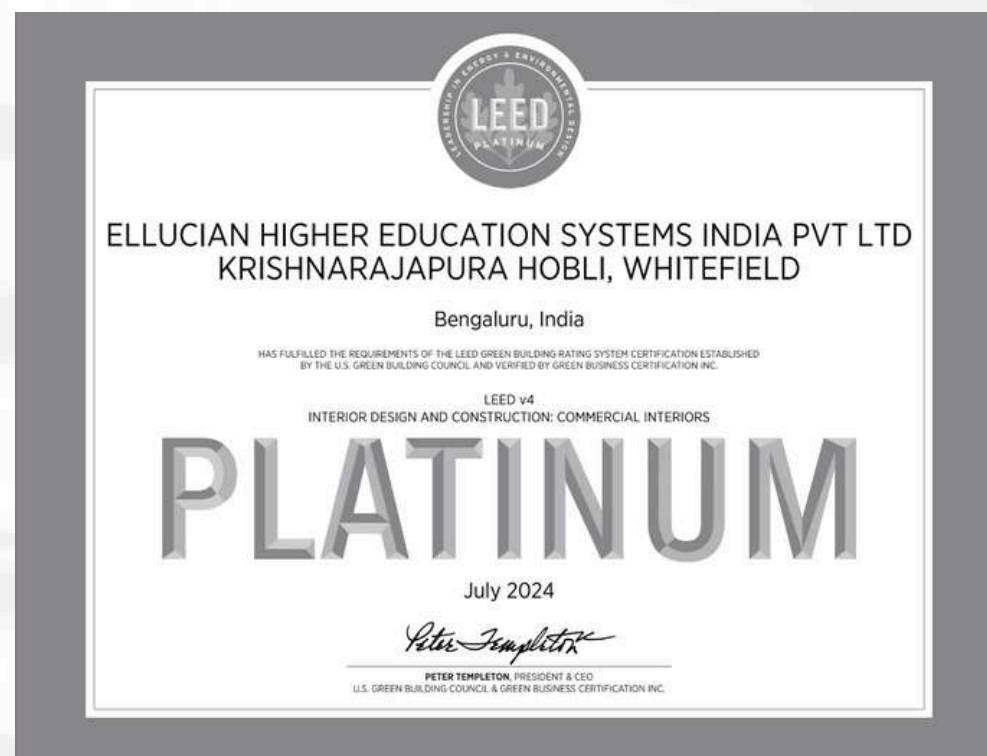 LEADERSHIP IN ENERGY & ENVIRONMENTAL DESIGN
LEED
PLATINUM
ELLUCIAN HIGHER EDUCATION SYSTEMS INDIA PVT LTD
KRISHNARAJAPURA HOBLI, WHITEFIELD
Bengaluru, India
HAS FULFILLED THE REQUIREMENTS OF THE LEED GREEN BUILDING RATING SYSTEM CERTIFICATION ESTABLISHED
BY THE U.S. GREEN BUILDING COUNCIL AND VERIFIED BY GREEN BUSINESS CERTIFICATION INC.
LEED v4
INTERIOR DESIGN AND CONSTRUCTION: COMMERCIAL INTERIORS
PLATINUM
July 2024
Peter Templeton
PETER TEMPLETON, PRESIDENT & CEO
U.S. GREEN BUILDING COUNCIL & GREEN BUSINESS CERTIFICATION INC.